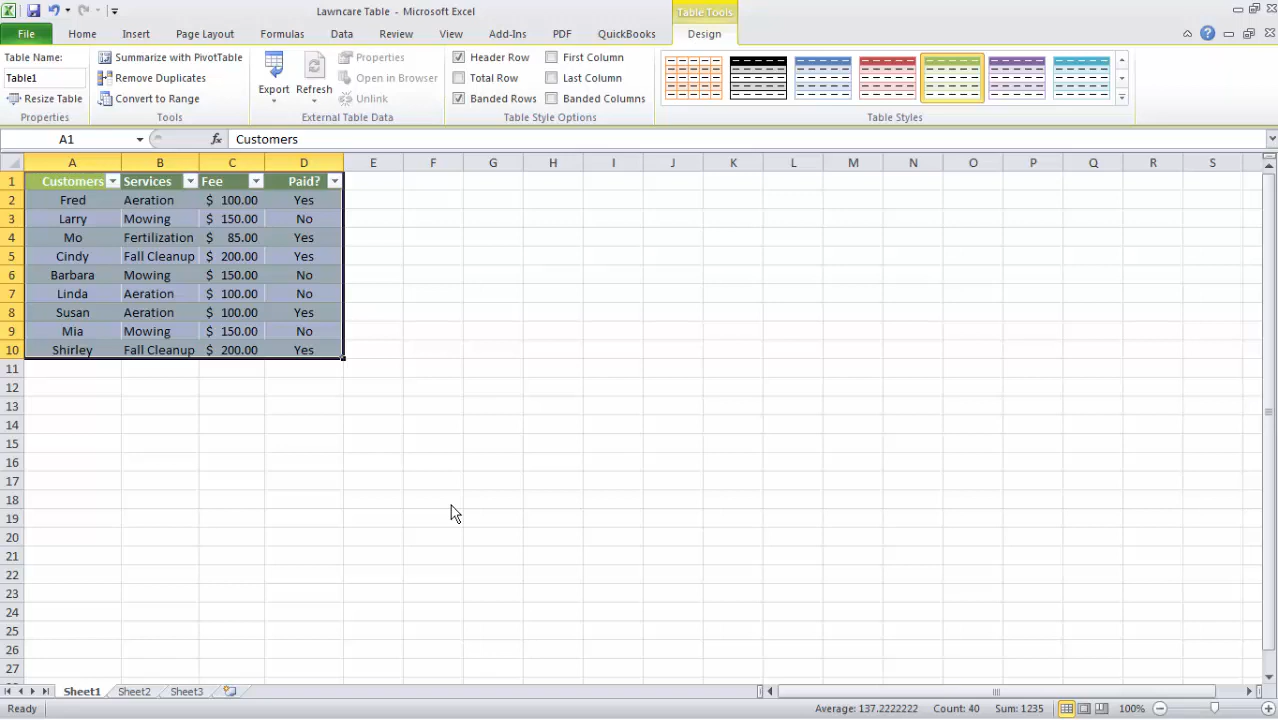 Lawncare Table - Microsoft Excel
Table Tools
File Home Insert Page Layout Formulas Data Review View Add-Ins PDF QuickBooks Design
Table Name: Summarize with PivotTable Properties Header Row First Column
Table1 Remove Duplicates Export Refresh Open in Browser Total Row Last Column
Resize Table Convert to Range Unlink Banded Rows Banded Columns
Properties Tools External Table Data Table Style Options Table Styles
A1 fx Customers
A B C D E F G H I J K L M N O P Q R S
1 Customers Services Fee Paid?
2 Fred Aeration $ 100.00 Yes
3 Larry Mowing $ 150.00 No
4 Mo Fertilization $ 85.00 Yes
5 Cindy Fall Cleanup $ 200.00 Yes
6 Barbara Mowing $ 150.00 No
7 Linda Aeration $ 100.00 No
8 Susan Aeration $ 100.00 Yes
9 Mia Mowing $ 150.00 No
10 Shirley Fall Cleanup $ 200.00 Yes
11
12
13
14
15
16
17
18
19
20
21
22
23
24
25
26
27
Sheet1 Sheet2 Sheet3
Ready Average: 137.2222222 Count: 40 Sum: 1235 100%